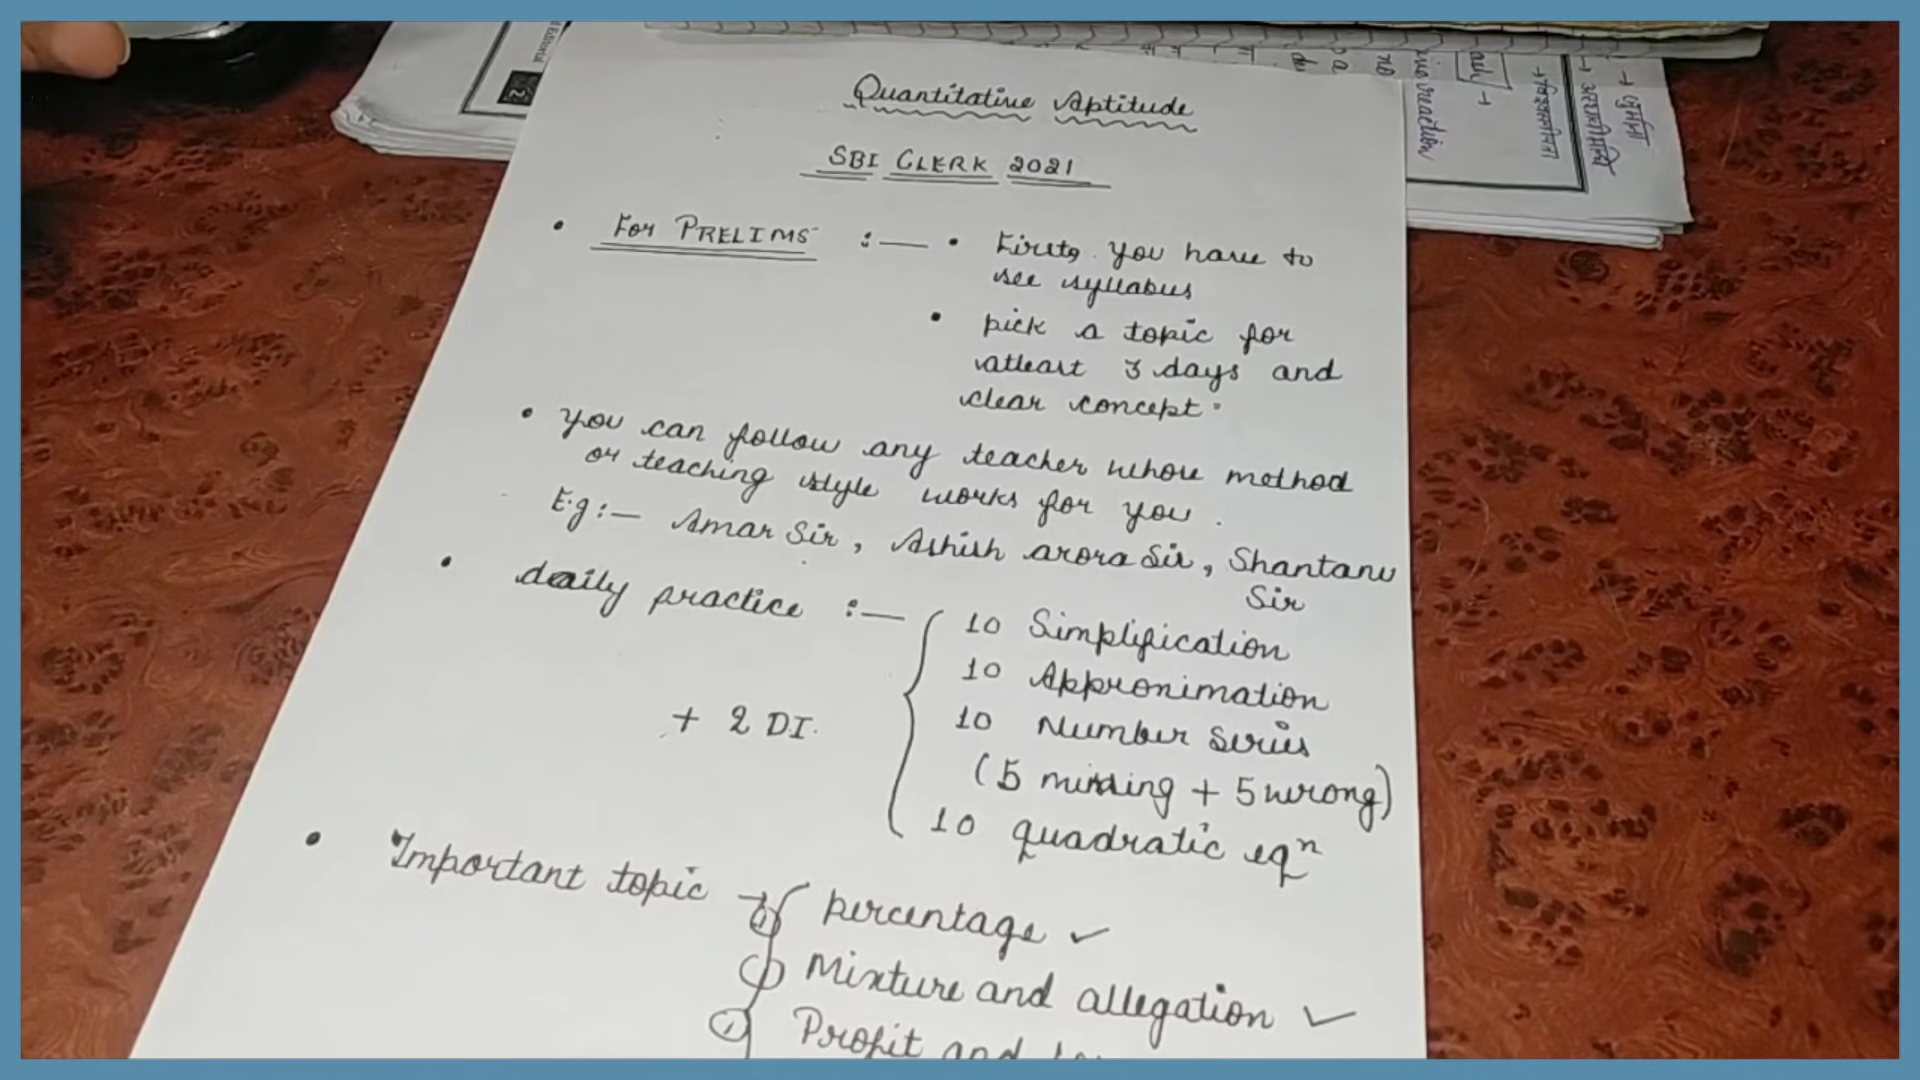 Quantitative Aptitude
SBI CLERK 2021
• For PRELIMS :— • Firstly you have to
see syllabus
• pick a topic for
atleast 3 days and
clear concept.
• You can follow any teacher whose method
or teaching style works for you.
E.g :— Amar Sir, Ashish arora Sir, Shantanu
Sir
• daily practice :— 10 Simplification
10 Approximation
+ 2 DI. 10 Number Series
(5 missing + 5 wrong)
10 quadratic eqn
• Important topic → percentage ✓
Mixture and allegation ✓
Profit and
Editorial
2
reaction